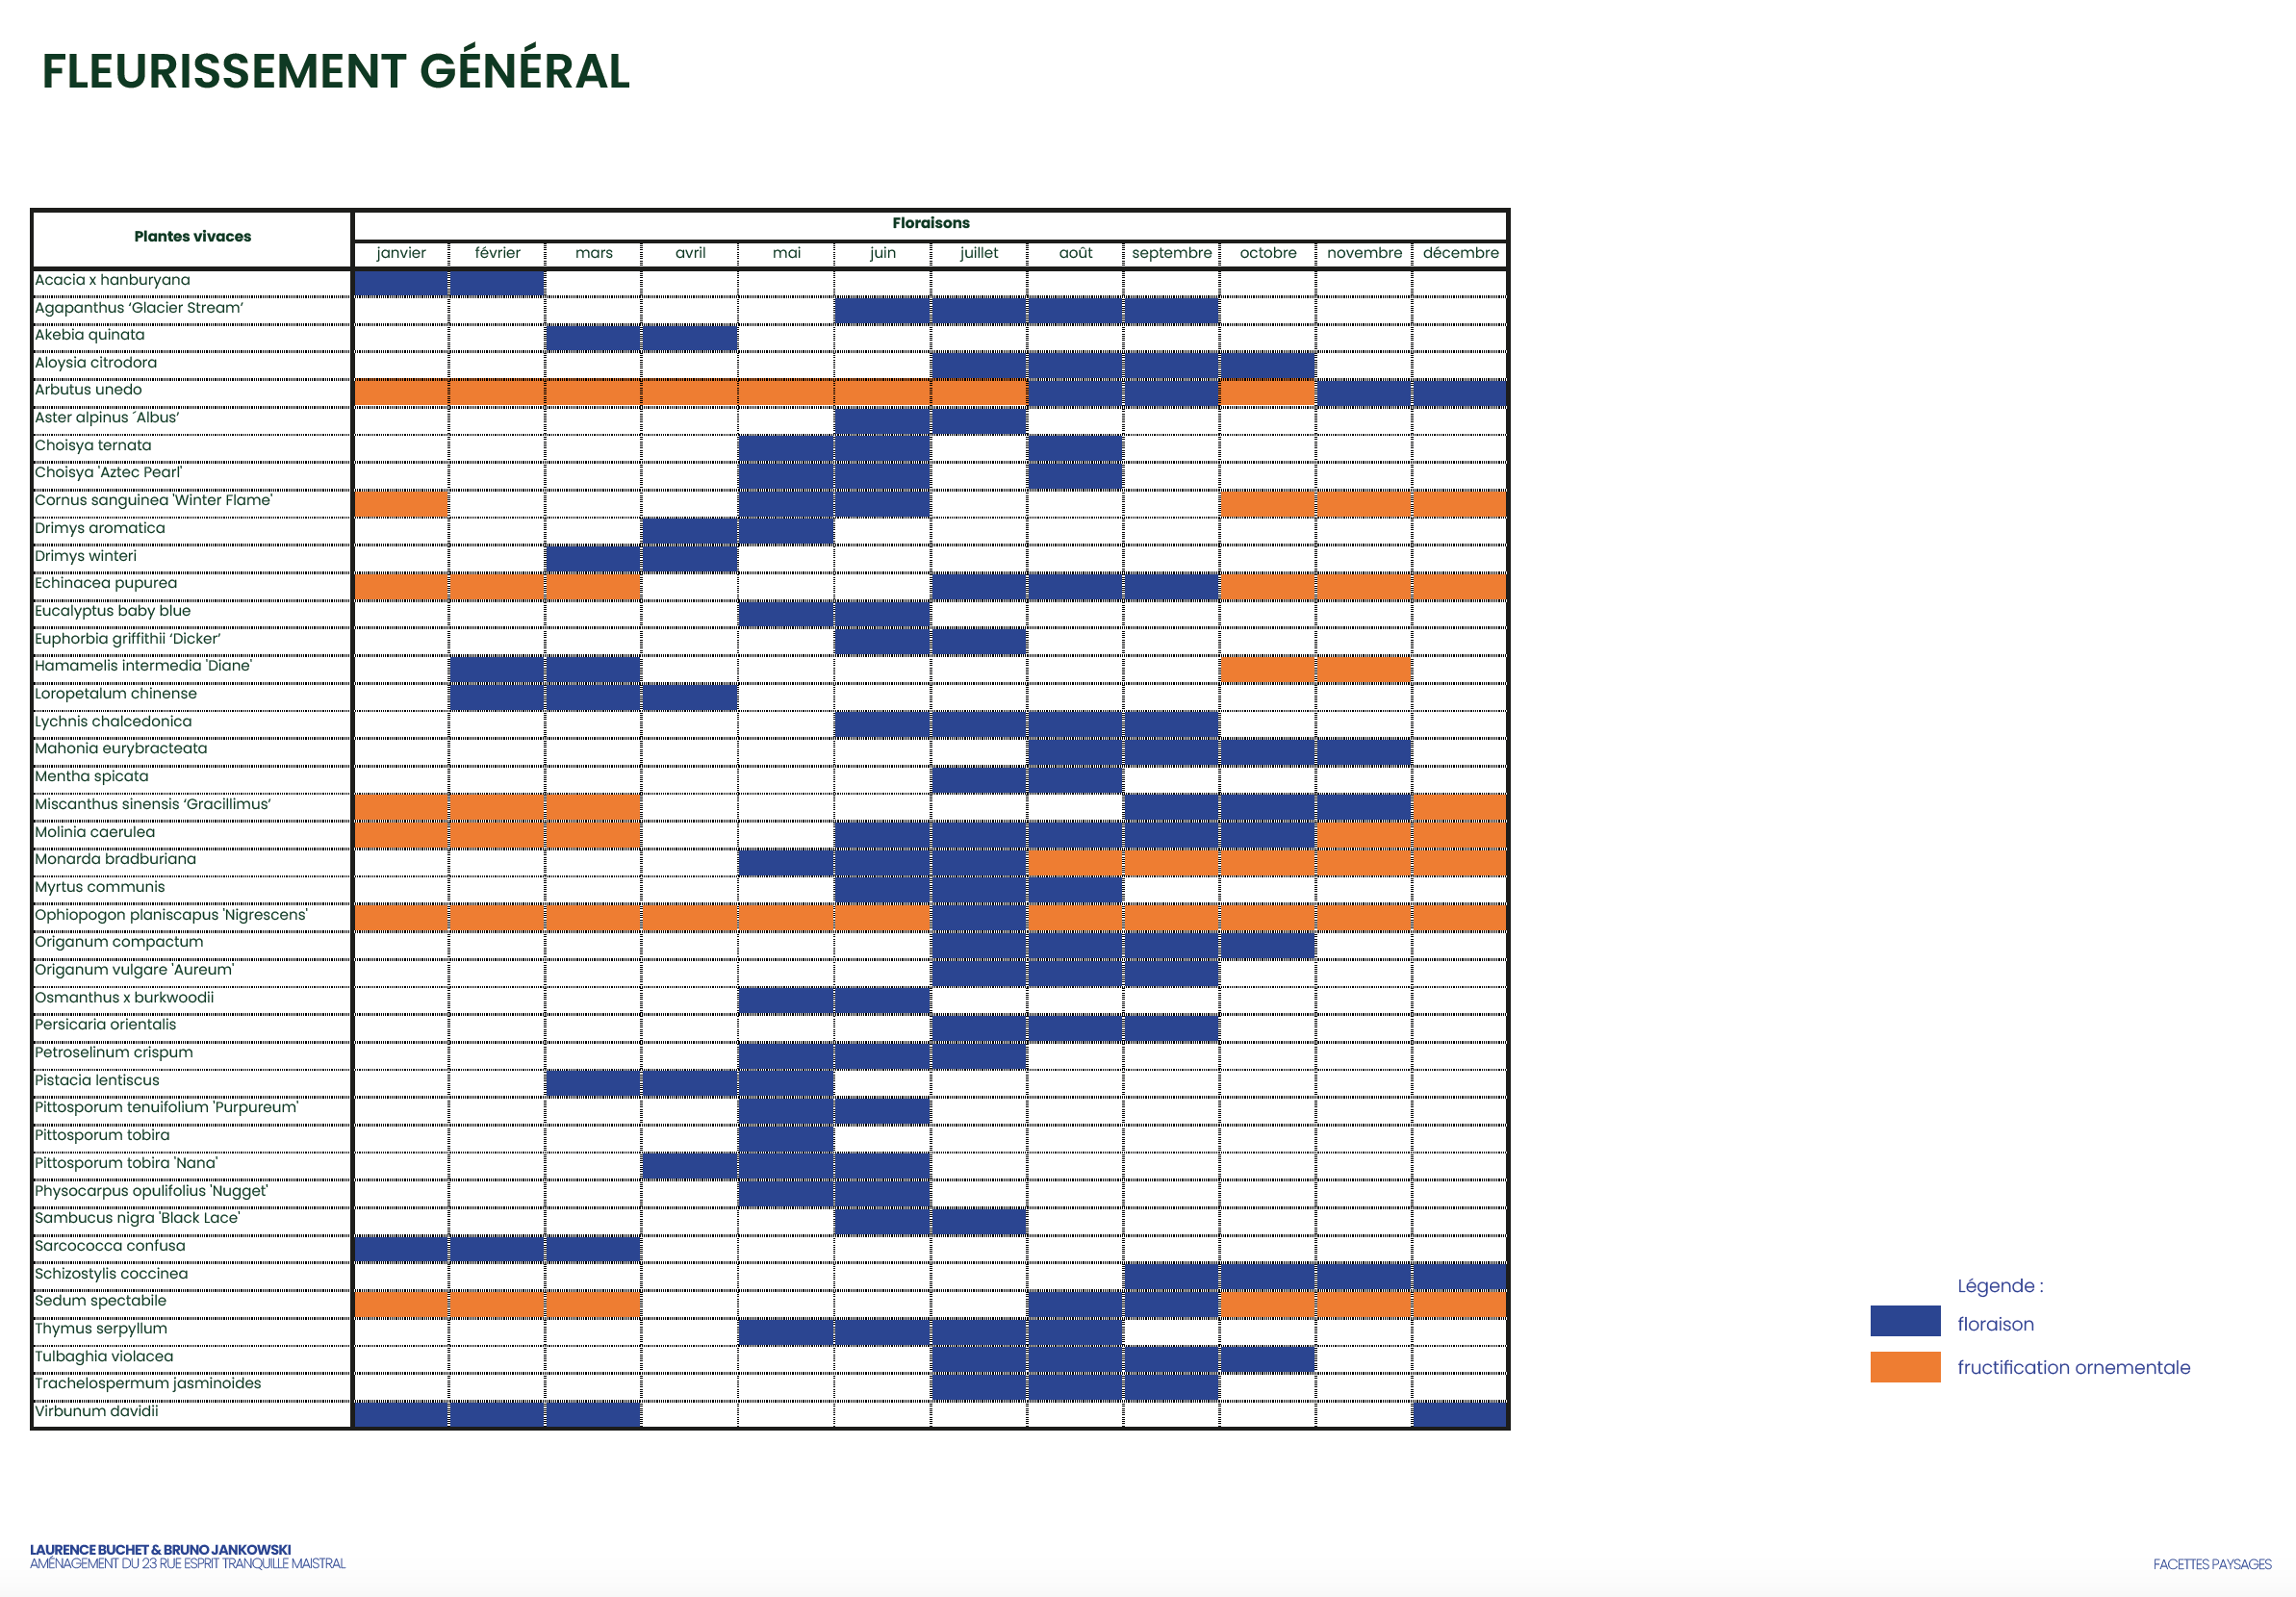 FLEURISSEMENT GÉNÉRAL
Plantes vivaces
Floraisons
janvier février mars avril mai juin juillet août septembre octobre novembre décembre
Acacia x hanburyana
Agapanthus ‘Glacier Stream’
Akebia quinata
Aloysia citrodora
Arbutus unedo
Aster alpinus ´Albus’
Choisya ternata
Choisya 'Aztec Pearl'
Cornus sanguinea 'Winter Flame'
Drimys aromatica
Drimys winteri
Echinacea pupurea
Eucalyptus baby blue
Euphorbia griffithii ‘Dicker’
Hamamelis intermedia 'Diane'
Loropetalum chinense
Lychnis chalcedonica
Mahonia eurybracteata
Mentha spicata
Miscanthus sinensis ‘Gracillimus’
Molinia caerulea
Monarda bradburiana
Myrtus communis
Ophiopogon planiscapus 'Nigrescens'
Origanum compactum
Origanum vulgare 'Aureum'
Osmanthus x burkwoodii
Persicaria orientalis
Petroselinum crispum
Pistacia lentiscus
Pittosporum tenuifolium 'Purpureum'
Pittosporum tobira
Pittosporum tobira 'Nana'
Physocarpus opulifolius 'Nugget'
Sambucus nigra 'Black Lace'
Sarcococca confusa
Schizostylis coccinea
Sedum spectabile
Thymus serpyllum
Tulbaghia violacea
Trachelospermum jasminoides
Virbunum davidii
Légende :
floraison
fructification ornementale
LAURENCE BUCHET & BRUNO JANKOWSKI
AMÉNAGEMENT DU 23 RUE ESPRIT TRANQUILLE MAISTRAL
FACETTES PAYSAGES